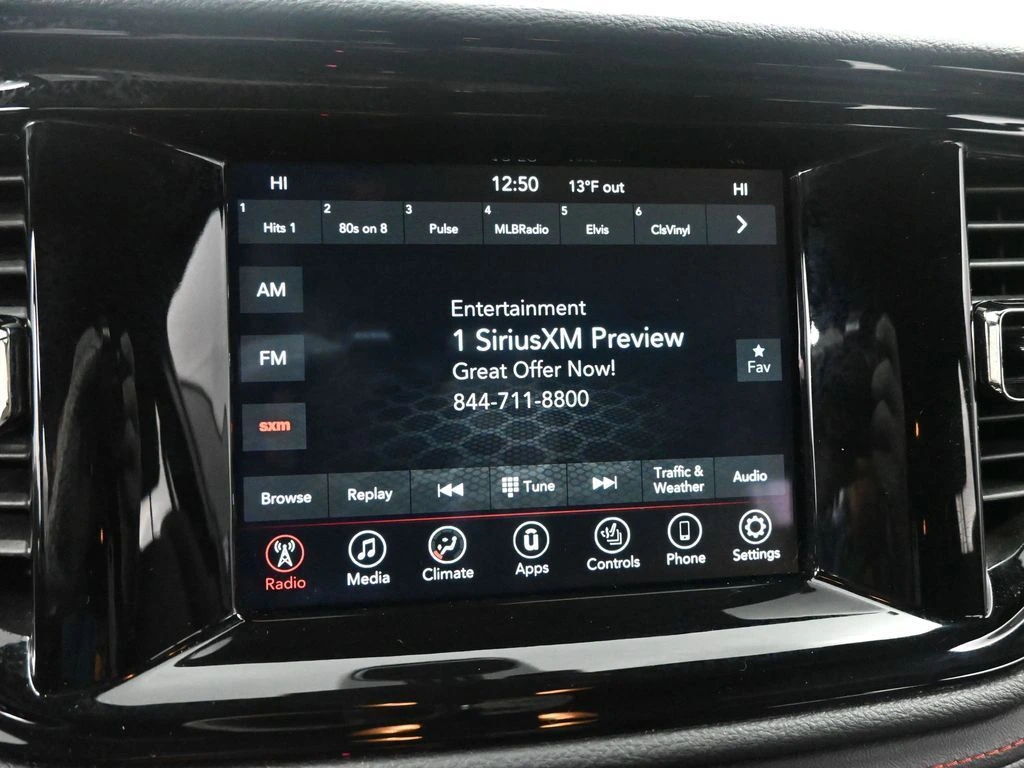 HI 12:50 13°F out HI
1 Hits 1
2 80s on 8
3 Pulse
4 MLBRadio
5 Elvis
6 ClsVinyl
AM
FM
sxm
Entertainment
1 SiriusXM Preview
Great Offer Now!
844-711-8800
Fav
Browse
Replay
Tune
Traffic &
Weather
Audio
Radio
Media
Climate
Apps
Controls
Phone
Settings